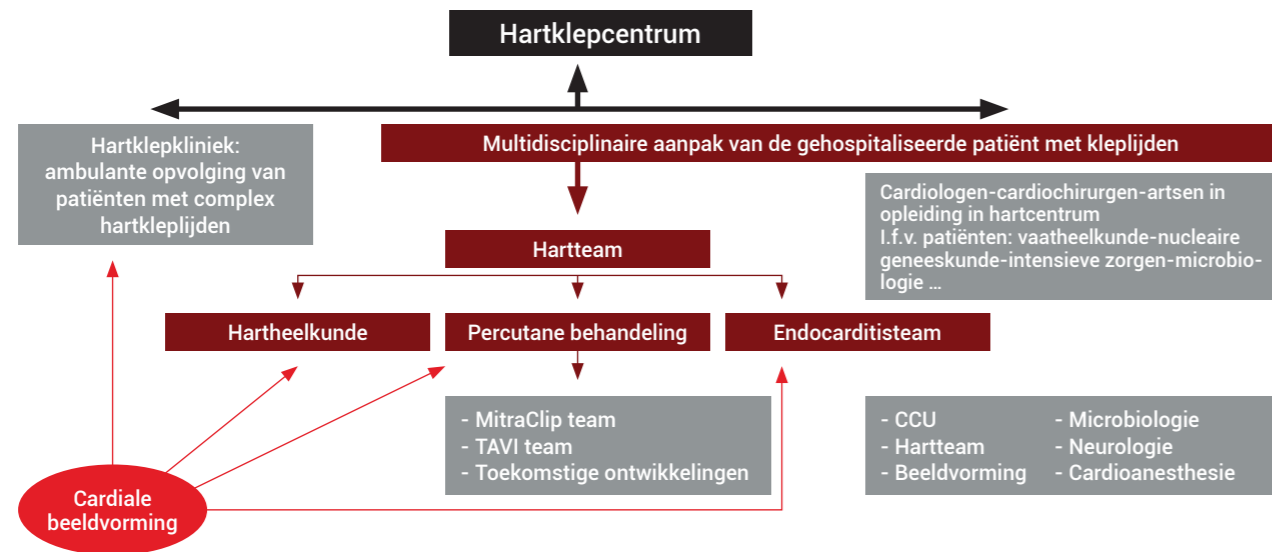 Hartklepcentrum
Hartklepkliniek:
ambulante opvolging van
patiënten met complex
hartkleplijden
Multidisciplinaire aanpak van de gehospitaliseerde patiënt met kleplijden
Cardiologen-cardiochirurgen-artsen in
opleiding in hartcentrum
I.f.v. patiënten: vaatheelkunde-nucleaire
geneeskunde-intensieve zorgen-microbio-
logie ...
Hartteam
Hartheelkunde
Percutane behandeling
Endocarditisteam
- MitraClip team
- TAVI team
- Toekomstige ontwikkelingen
- CCU
- Hartteam
- Beeldvorming
- Microbiologie
- Neurologie
- Cardioanesthesie
Cardiale
beeldvorming